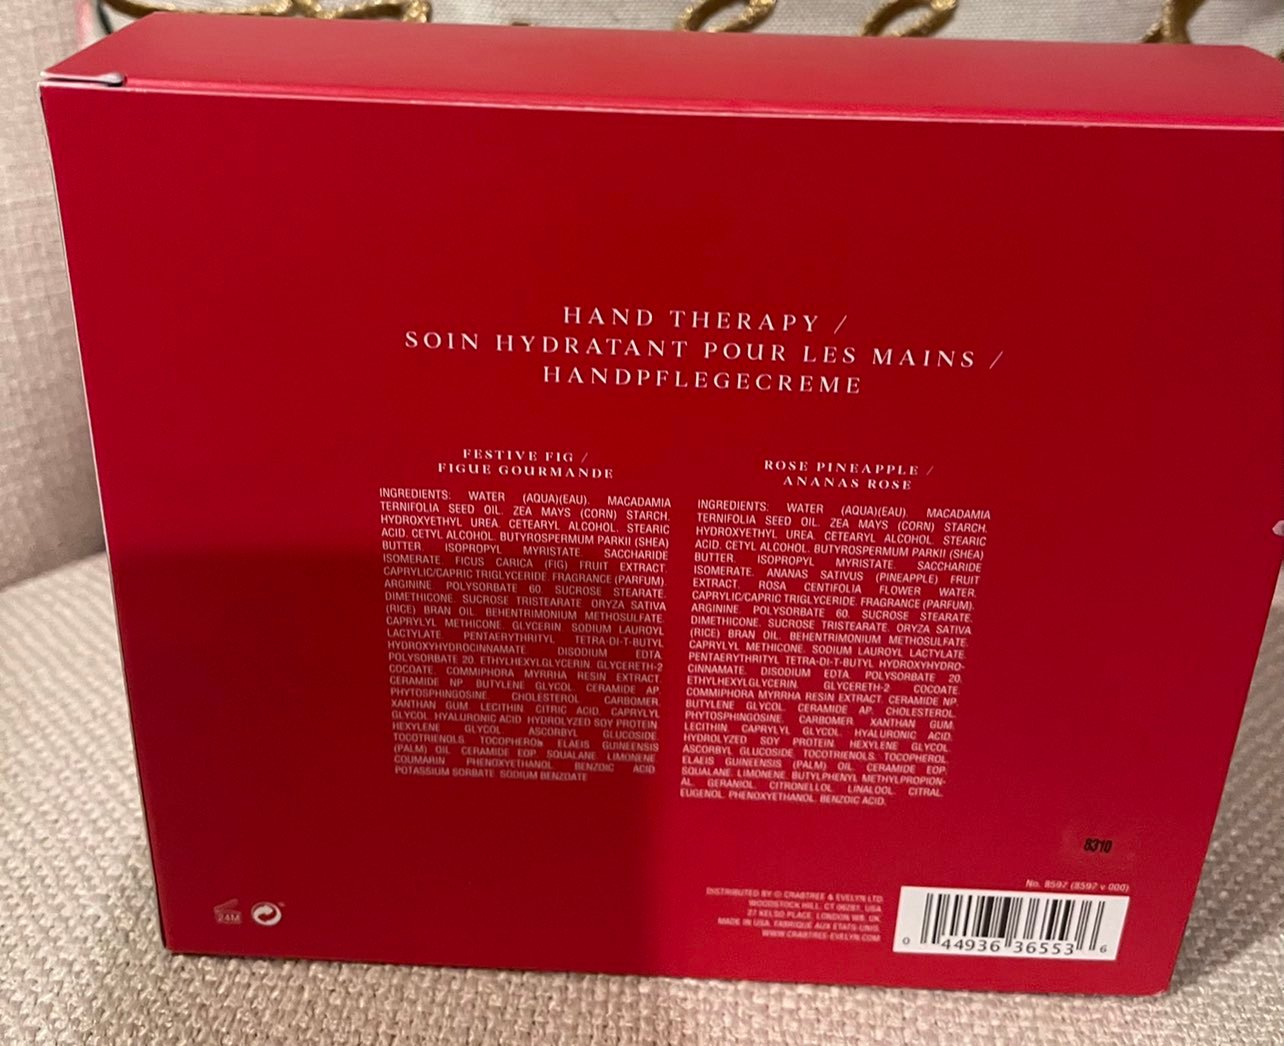 HAND THERAPY /
SOIN HYDRATANT POUR LES MAINS /
HANDPFLEGECREME
FESTIVE FIG /
FIGUE GOURMANDE
INGREDIENTS: WATER (AQUA)(EAU). MACADAMIA
TERNIFOLIA SEED OIL. ZEA MAYS (CORN) STARCH.
HYDROXYETHYL UREA. CETEARYL ALCOHOL. STEARIC
ACID. CETYL ALCOHOL. BUTYROSPERMUM PARKII (SHEA)
BUTTER. ISOPROPYL MYRISTATE. SACCHARIDE
ISOMERATE. FICUS CARICA (FIG) FRUIT EXTRACT.
CAPRYLIC/CAPRIC TRIGLYCERIDE. FRAGRANCE (PARFUM).
ARGININE. POLYSORBATE 60. SUCROSE STEARATE.
DIMETHICONE. SUCROSE TRISTEARATE. ORYZA SATIVA
(RICE) BRAN OIL. BEHENTRIMONIUM METHOSULFATE.
CAPRYLYL METHICONE. GLYCERIN. SODIUM LAUROYL
LACTYLATE. PENTAERYTHRITYL TETRA-DI-T-BUTYL
HYDROXYHYDROCINNAMATE. DISODIUM EDTA.
POLYSORBATE 20. ETHYLHEXYLGLYCERIN. GLYCERETH-2
COCOATE. COMMIPHORA MYRRHA RESIN EXTRACT.
CERAMIDE NP. BUTYLENE GLYCOL. CERAMIDE AP.
PHYTOSPHINGOSINE. CHOLESTEROL. CARBOMER.
XANTHAN GUM. LECITHIN. CITRIC ACID. CAPRYLYL
GLYCOL. HYALURONIC ACID. HYDROLYZED SOY PROTEIN.
HEXYLENE GLYCOL. ASCORBYL GLUCOSIDE.
TOCOTRIENOLS. TOCOPHEROL. ELAEIS GUINEENSIS
(PALM) OIL. CERAMIDE EOP. SQUALANE. LIMONENE.
COUMARIN. PHENOXYETHANOL. BENZOIC ACID.
POTASSIUM SORBATE. SODIUM BENZOATE
ROSE PINEAPPLE /
ANANAS ROSE
INGREDIENTS: WATER (AQUA)(EAU). MACADAMIA
TERNIFOLIA SEED OIL. ZEA MAYS (CORN) STARCH.
HYDROXYETHYL UREA. CETEARYL ALCOHOL. STEARIC
ACID. CETYL ALCOHOL. BUTYROSPERMUM PARKII (SHEA)
BUTTER. ISOPROPYL MYRISTATE. SACCHARIDE
ISOMERATE. ANANAS SATIVUS (PINEAPPLE) FRUIT
EXTRACT. ROSA CENTIFOLIA FLOWER WATER.
CAPRYLIC/CAPRIC TRIGLYCERIDE. FRAGRANCE (PARFUM).
ARGININE. POLYSORBATE 60. SUCROSE STEARATE.
DIMETHICONE. SUCROSE TRISTEARATE. ORYZA SATIVA
(RICE) BRAN OIL. BEHENTRIMONIUM METHOSULFATE.
CAPRYLYL METHICONE. SODIUM LAUROYL LACTYLATE.
PENTAERYTHRITYL TETRA-DI-T-BUTYL HYDROXYHYDRO-
CINNAMATE. DISODIUM EDTA. POLYSORBATE 20.
ETHYLHEXYLGLYCERIN. GLYCERETH-2 COCOATE.
COMMIPHORA MYRRHA RESIN EXTRACT. CERAMIDE NP.
BUTYLENE GLYCOL. CERAMIDE AP. CHOLESTEROL.
PHYTOSPHINGOSINE. CARBOMER. XANTHAN GUM.
LECITHIN. CAPRYLYL GLYCOL. HYALURONIC ACID.
HYDROLYZED SOY PROTEIN. HEXYLENE GLYCOL.
ASCORBYL GLUCOSIDE. TOCOTRIENOLS. TOCOPHEROL.
ELAEIS GUINEENSIS (PALM) OIL. CERAMIDE EOP.
SQUALANE. LIMONENE. BUTYLPHENYL METHYLPROPION-
AL. GERANIOL. CITRONELLOL. LINALOOL. CITRAL.
EUGENOL. PHENOXYETHANOL. BENZOIC ACID.
8310
No. 8597 (8597 v 000)
24M
DISTRIBUTED BY © CRABTREE & EVELYN LTD.
WOODSTOCK HILL, CT 06281, USA.
27 KELSO PLACE, LONDON W8, UK.
MADE IN USA. FABRIQUÉ AUX ÉTATS-UNIS.
WWW.CRABTREE-EVELYN.COM
0 44936 36553 6